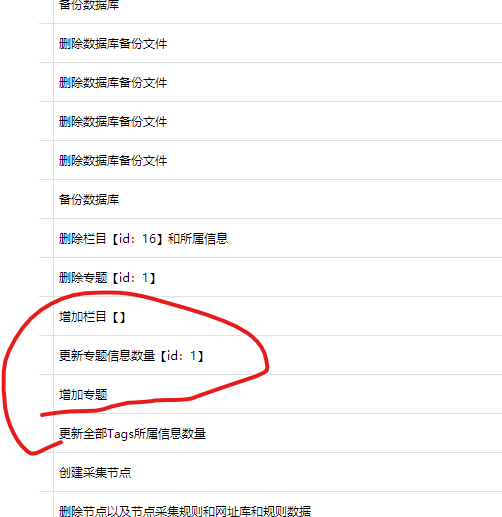 备份数据库
删除数据库备份文件
删除数据库备份文件
删除数据库备份文件
删除数据库备份文件
备份数据库
删除栏目【id：16】和所属信息
删除专题【id：1】
增加栏目【】
更新专题信息数量【id：1】
增加专题
更新全部Tags所属信息数量
创建采集节点
删除节点以及节点采集规则和网址库和规则数据